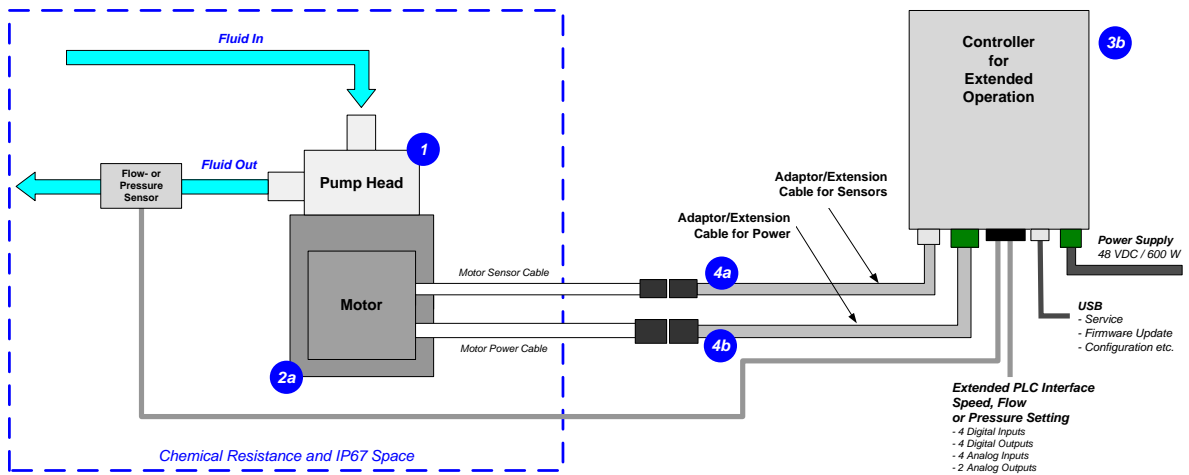 Fluid In
Controller
for
Extended
Operation
3b
1
Fluid Out
Flow- or
Pressure
Sensor
Pump Head
Adaptor/Extension
Cable for Sensors
Adaptor/Extension
Cable for Power
Power Supply
48 VDC / 600 W
Motor Sensor Cable
4a
Motor
USB
- Service
- Firmware Update
- Configuration etc.
Motor Power Cable
4b
2a
Extended PLC Interface
Speed, Flow
or Pressure Setting
- 4 Digital Inputs
- 4 Digital Outputs
- 4 Analog Inputs
- 2 Analog Outputs
Chemical Resistance and IP67 Space